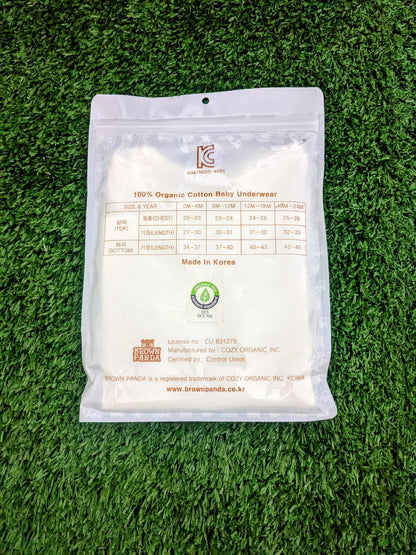 KC
100% Organic Cotton Baby Underwear
SIZE & YEAR 0M~6M 6M~12M 12M~18M 18M~24M
상의 (TOP) 품통(CHEST) 20~23 23~24 24~25 25~26
기장(LENGTH) 27~30 30~31 31~32 32~33
하의 (BOTTOM) 기장(LENGTH) 34~37 37~40 40~43 43~46
Made In Korea
OCS
OCS 100
BROWN PANDA
License no : CU 831278
Manufactured by : COZY ORGANIC INC.
Certified by : Control Union
BROWN PANDA is a registered trademark of COZY ORGANIC INC. KOREA
www.brownpanda.co.kr